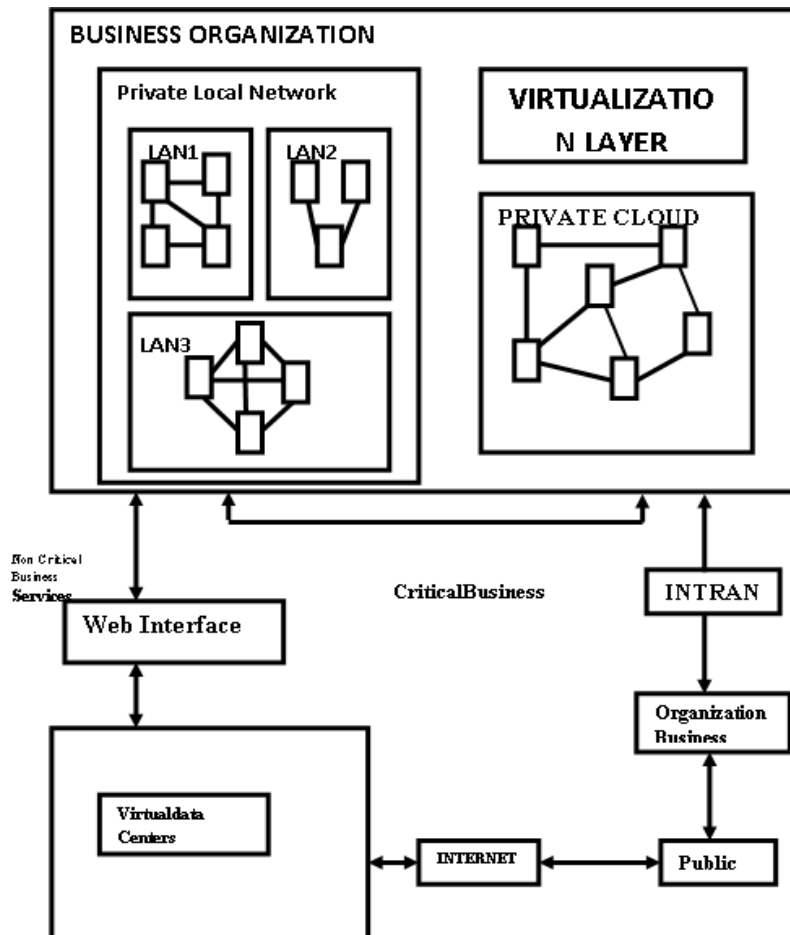 BUSINESS ORGANIZATION
Private Local Network
LAN1
LAN2
LAN3
VIRTUALIZATIO
N LAYER
PRIVATE CLOUD
Non Critical
Business
Services
Web Interface
CriticalBusiness
INTRAN
Organization
Business
Virtualdata
Centers
INTERNET
Public